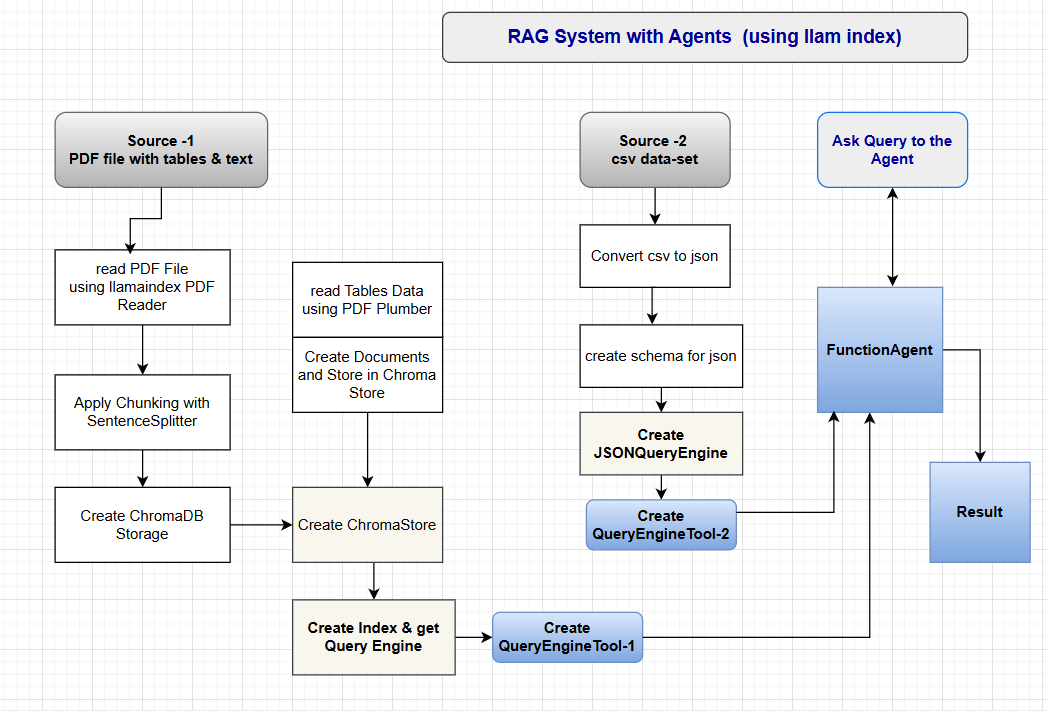 RAG System with Agents (using llam index)
Source -1
PDF file with tables & text
Source -2
csv data-set
Ask Query to the
Agent
read PDF File
using llamaindex PDF
Reader
read Tables Data
using PDF Plumber
Create Documents
and Store in Chroma
Store
Convert csv to json
create schema for json
FunctionAgent
Apply Chunking with
SentenceSplitter
Create
JSONQueryEngine
Create ChromaDB
Storage
Create ChromaStore
Create
QueryEngineTool-2
Result
Create Index & get
Query Engine
Create
QueryEngineTool-1